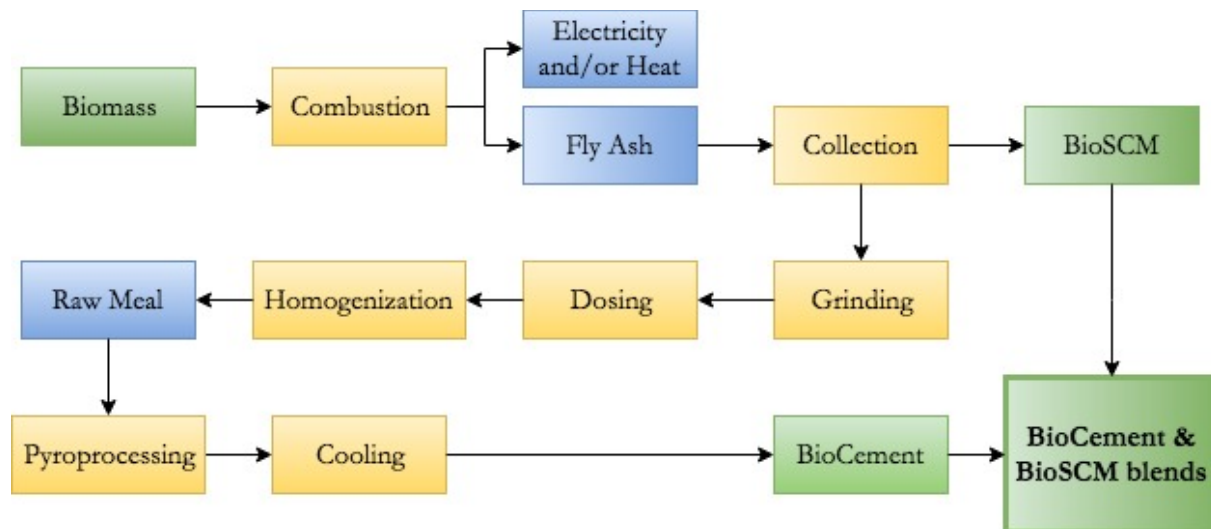 Electricity
and/or Heat
Biomass
Combustion
Fly Ash
Collection
BioSCM
Raw Meal
Homogenization
Dosing
Grinding
Pyroprocessing
Cooling
BioCement
BioCement &
BioSCM blends